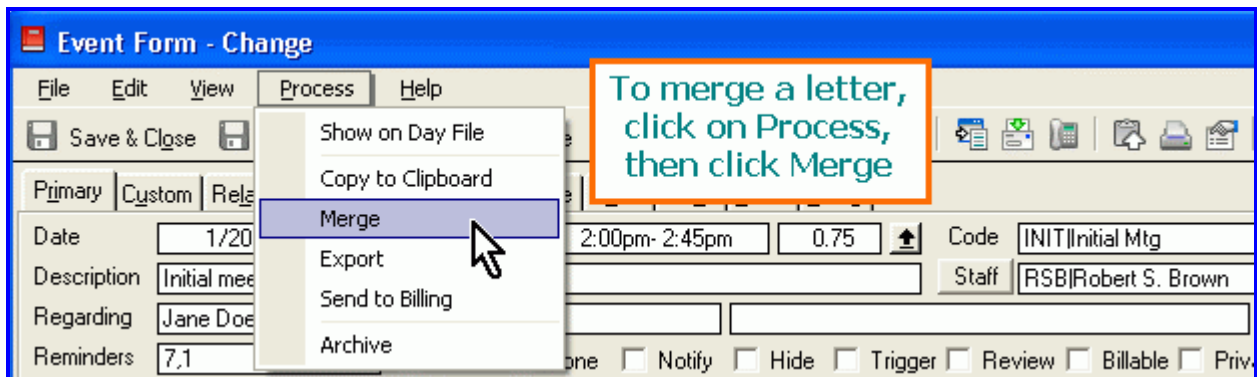 Event Form - Change
File Edit View Process Help
To merge a letter,
click on Process,
then click Merge
Save & Close
Show on Day File
Copy to Clipboard
Merge
Export
Send to Billing
Archive
Primary Custom
Date 1/20 2:00pm- 2:45pm 0.75 Code INIT|Initial Mtg
Description Initial Staff RSB|Robert S. Brown
Regarding Jane Doe
Reminders 7,1 Notify Hide Trigger Review Billable